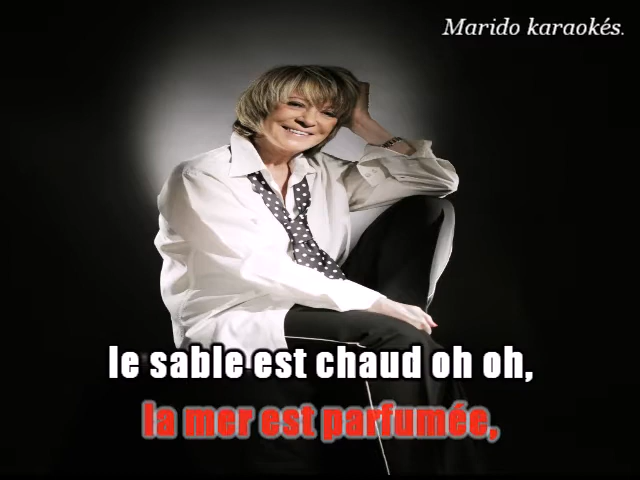 Marido karaokés.
le sable est chaud oh oh,
la mer est parfumée,